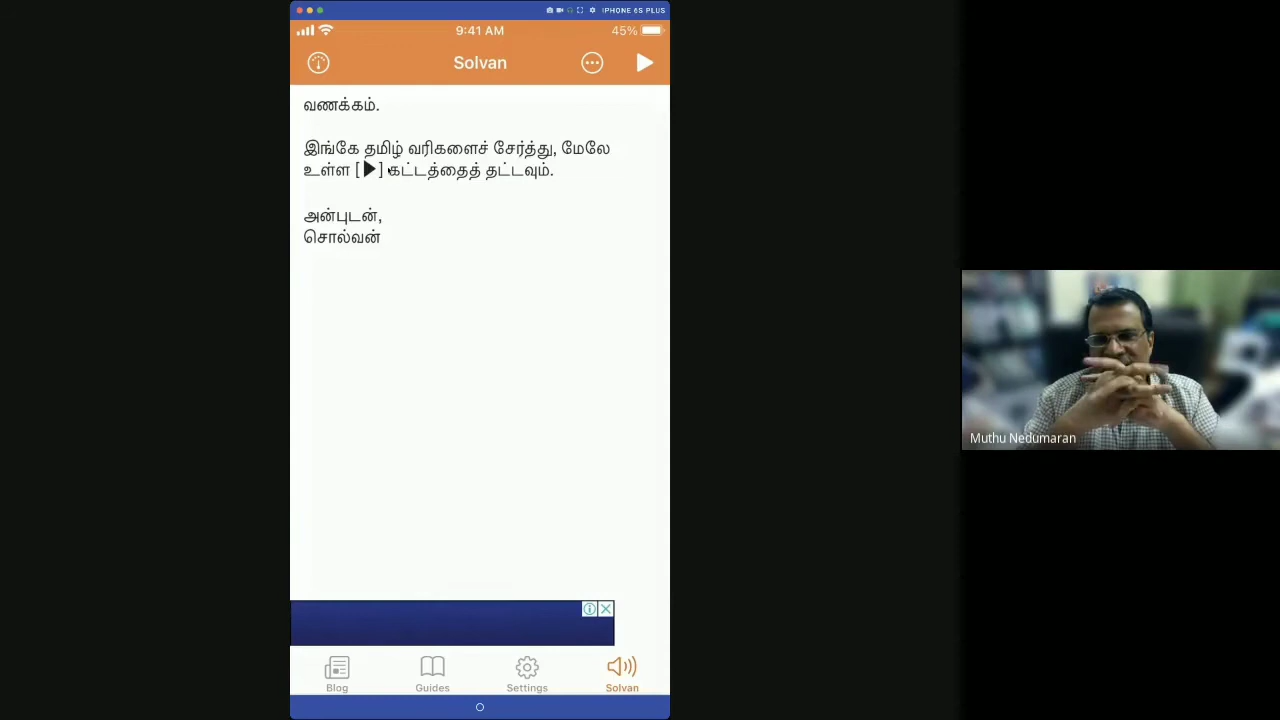 IPHONE 6S PLUS
9:41 AM
45%
Solvan
வணக்கம்.
இங்கே தமிழ் வரிகளைச் சேர்த்து, மேலே
உள்ள [▶] கட்டத்தைத் தட்டவும்.
அன்புடன்,
சொல்வன்
Blog
Guides
Settings
Solvan
Muthu Nedumaran